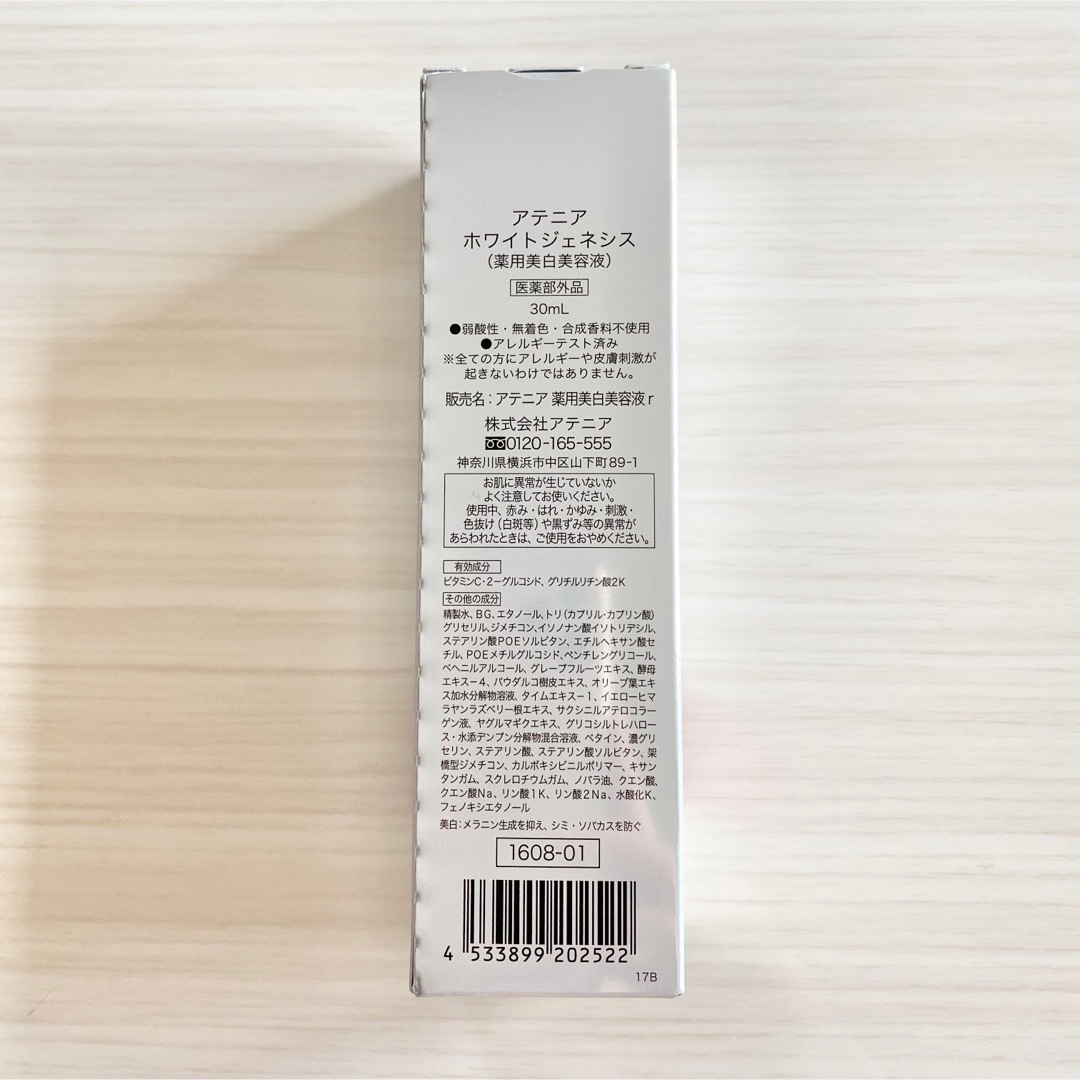 アテニア
ホワイトジェネシス
(薬用美白美容液)
医薬部外品
30mL
●弱酸性・無着色・合成香料不使用
●アレルギーテスト済み
※全ての方にアレルギーや皮膚刺激が
起きないわけではありません。
販売名:アテニア 薬用美白美容液 r
株式会社アテニア
0120-165-555
神奈川県横浜市中区山下町89-1
お肌に異常が生じていないか
よく注意してお使いください。
使用中、赤み・はれ・かゆみ・刺激・
色抜け(白斑等)や黒ずみ等の異常が
あらわれたときは、ご使用をおやめください。
有効成分
ビタミンC・2-グルコシド、グリチルリチン酸2K
その他の成分
精製水、BG、エタノール、トリ(カプリル・カプリン酸)
グリセリル、ジメチコン、イソノナン酸イソトリデシル、
ステアリン酸POEソルビタン、エチルヘキサン酸セ
チル、POEメチルグルコシド、ペンチレングリコール、
ベヘニルアルコール、グレープフルーツエキス、酵母
エキス-4、パウダルコ樹皮エキス、オリーブ葉エキ
ス加水分解物溶液、タイムエキス-1、イエローヒマ
ラヤンラズベリー根エキス、サクシニルアテロコラー
ゲン液、ヤグルマギクエキス、グリコシルトレハロー
ス・水添デンプン分解物混合溶液、ベタイン、濃グリ
セリン、ステアリン酸、ステアリン酸ソルビタン、架
橋型ジメチコン、カルボキシビニルポリマー、キサン
タンガム、スクレロチウムガム、ノバラ油、クエン酸、
クエン酸Na、リン酸1K、リン酸2Na、水酸化K、
フェノキシエタノール
美白:メラニン生成を抑え、シミ・ソバカスを防ぐ
1608-01
4 533899 202522
17B